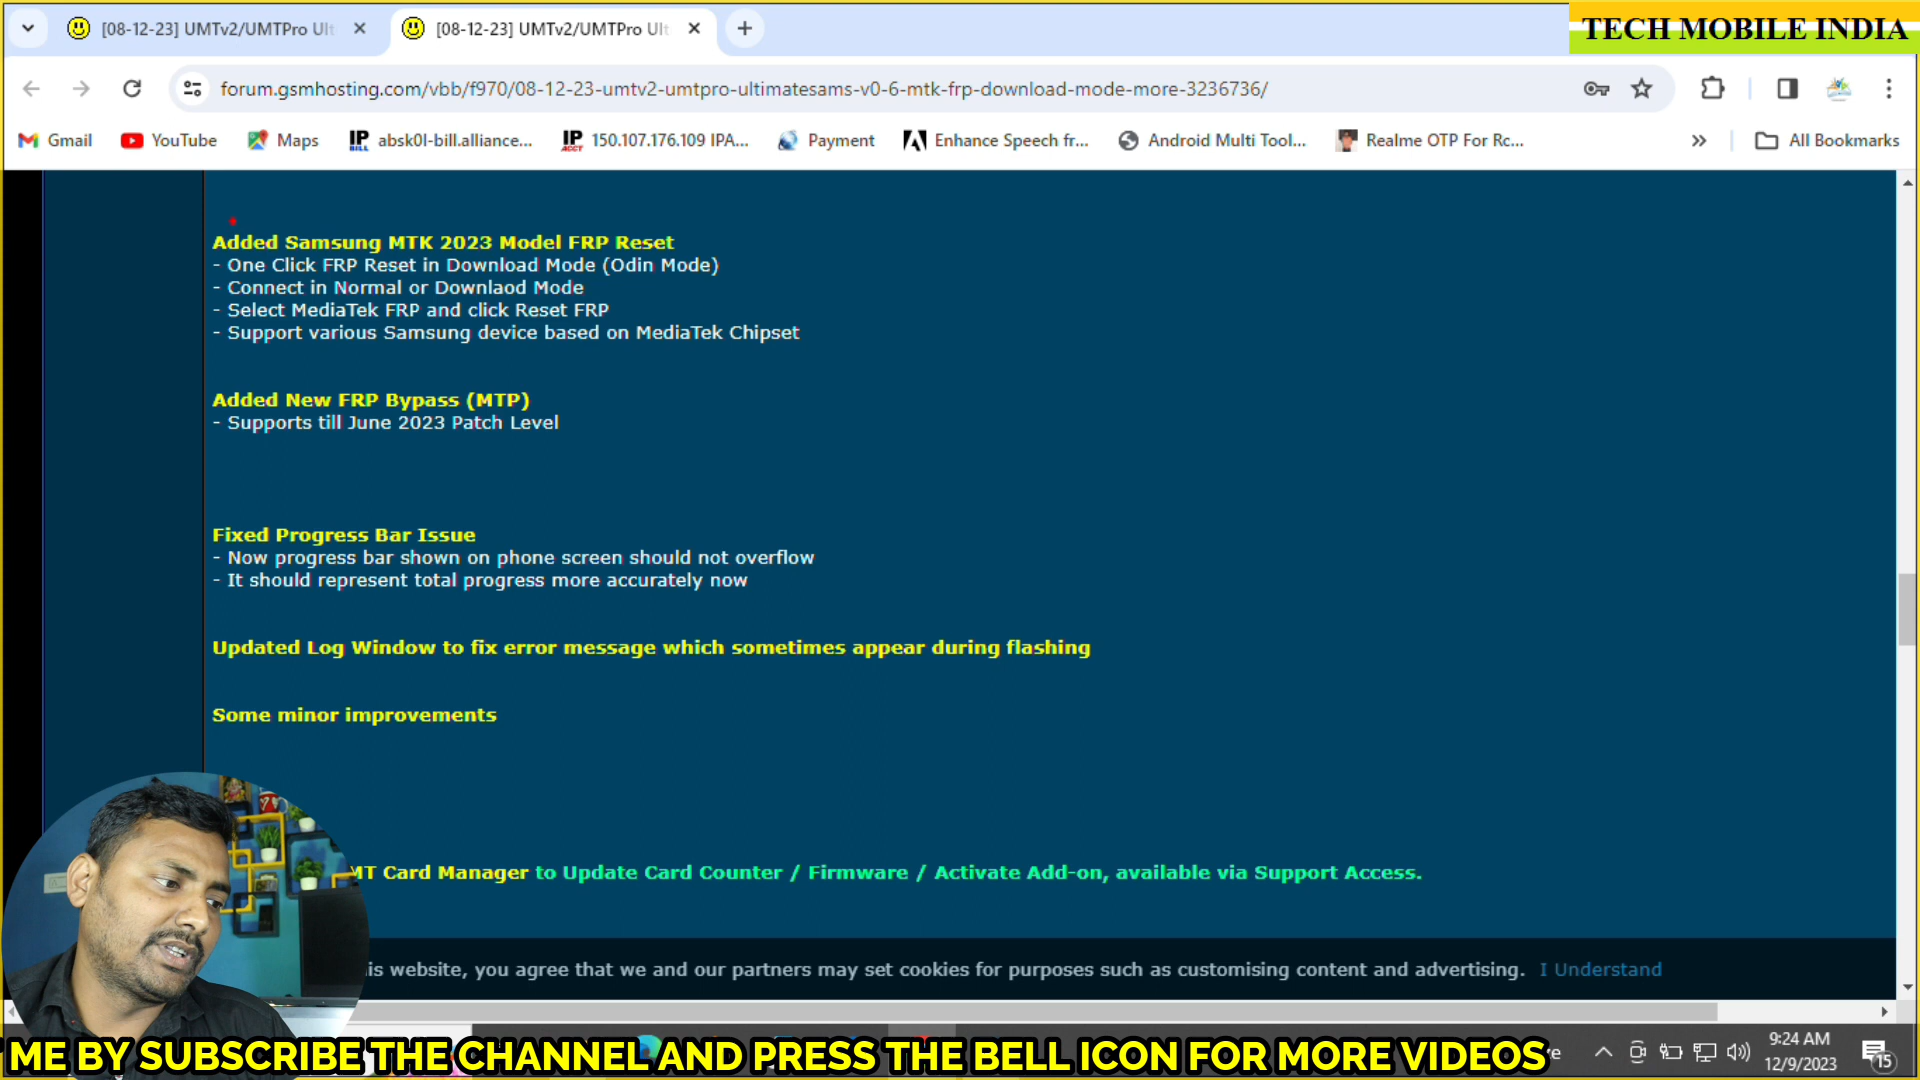 [08-12-23] UMTv2/UMTPro Ult
[08-12-23] UMTv2/UMTPro Ult
TECH MOBILE INDIA
forum.gsmhosting.com/vbb/f970/08-12-23-umtv2-umtpro-ultimatesams-v0-6-mtk-frp-download-mode-more-3236736/
Gmail YouTube Maps IP BILL absk0l-bill.alliance... IP ACCT 150.107.176.109 IPA... Payment Enhance Speech fr... Android Multi Tool... Realme OTP For Rc... » All Bookmarks
Added Samsung MTK 2023 Model FRP Reset
- One Click FRP Reset in Download Mode (Odin Mode)
- Connect in Normal or Downlaod Mode
- Select MediaTek FRP and click Reset FRP
- Support various Samsung device based on MediaTek Chipset
Added New FRP Bypass (MTP)
- Supports till June 2023 Patch Level
Fixed Progress Bar Issue
- Now progress bar shown on phone screen should not overflow
- It should represent total progress more accurately now
Updated Log Window to fix error message which sometimes appear during flashing
Some minor improvements
MT Card Manager to Update Card Counter / Firmware / Activate Add-on, available via Support Access.
is website, you agree that we and our partners may set cookies for purposes such as customising content and advertising. I Understand
ME BY SUBSCRIBE THE CHANNEL AND PRESS THE BELL ICON FOR MORE VIDEOS
9:24 AM
12/9/2023
15